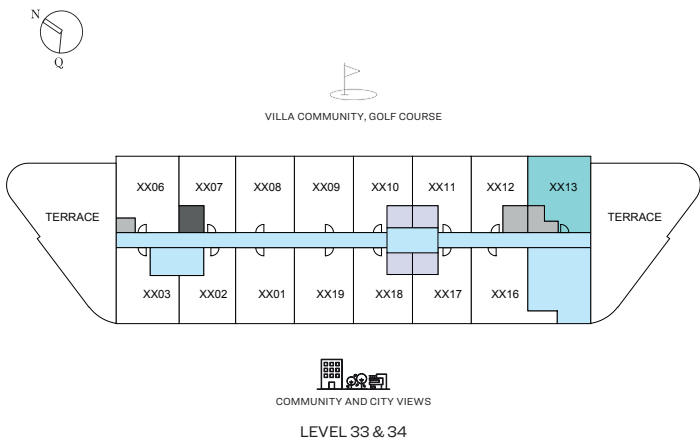 N
Q
VILLA COMMUNITY, GOLF COURSE
XX06 XX07 XX08 XX09 XX10 XX11 XX12 XX13
TERRACE TERRACE
XX03 XX02 XX01 XX19 XX18 XX17 XX16
COMMUNITY AND CITY VIEWS
LEVEL 33 & 34